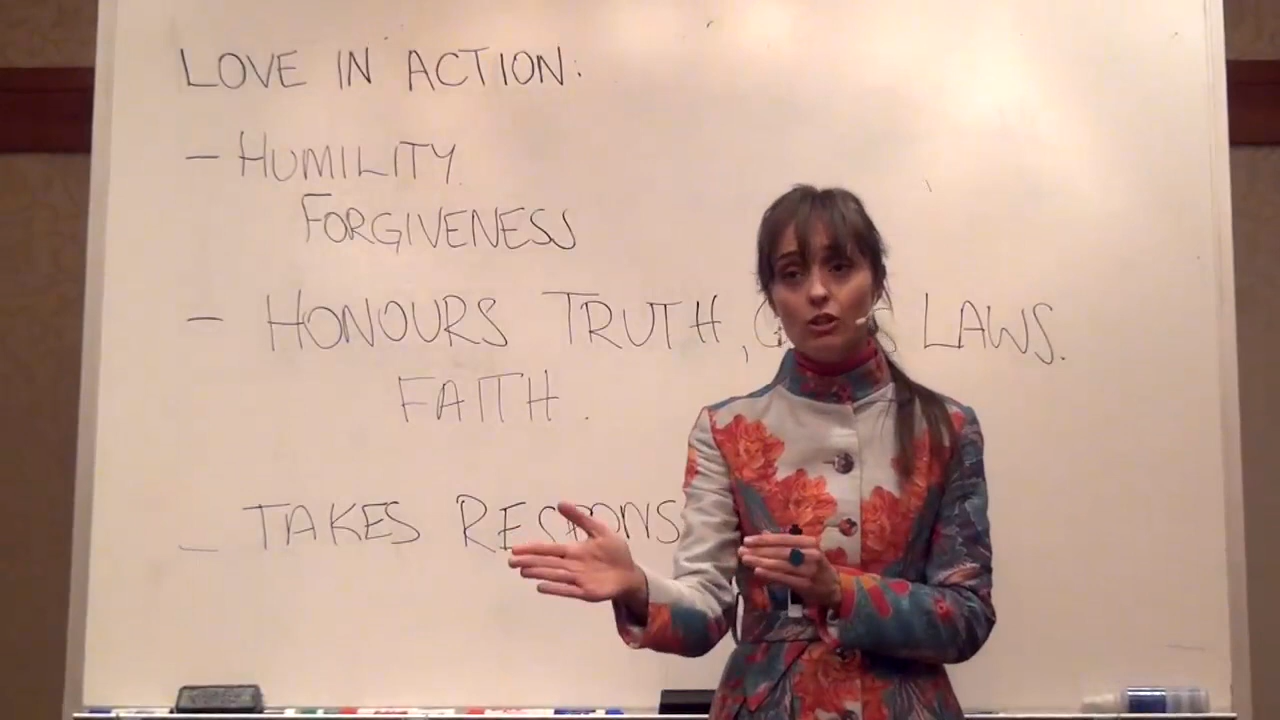 LOVE IN ACTION:
- HUMILITY.
FORGIVENESS
- HONOURS TRUTH, LAWS.
FAITH.
- TAKES